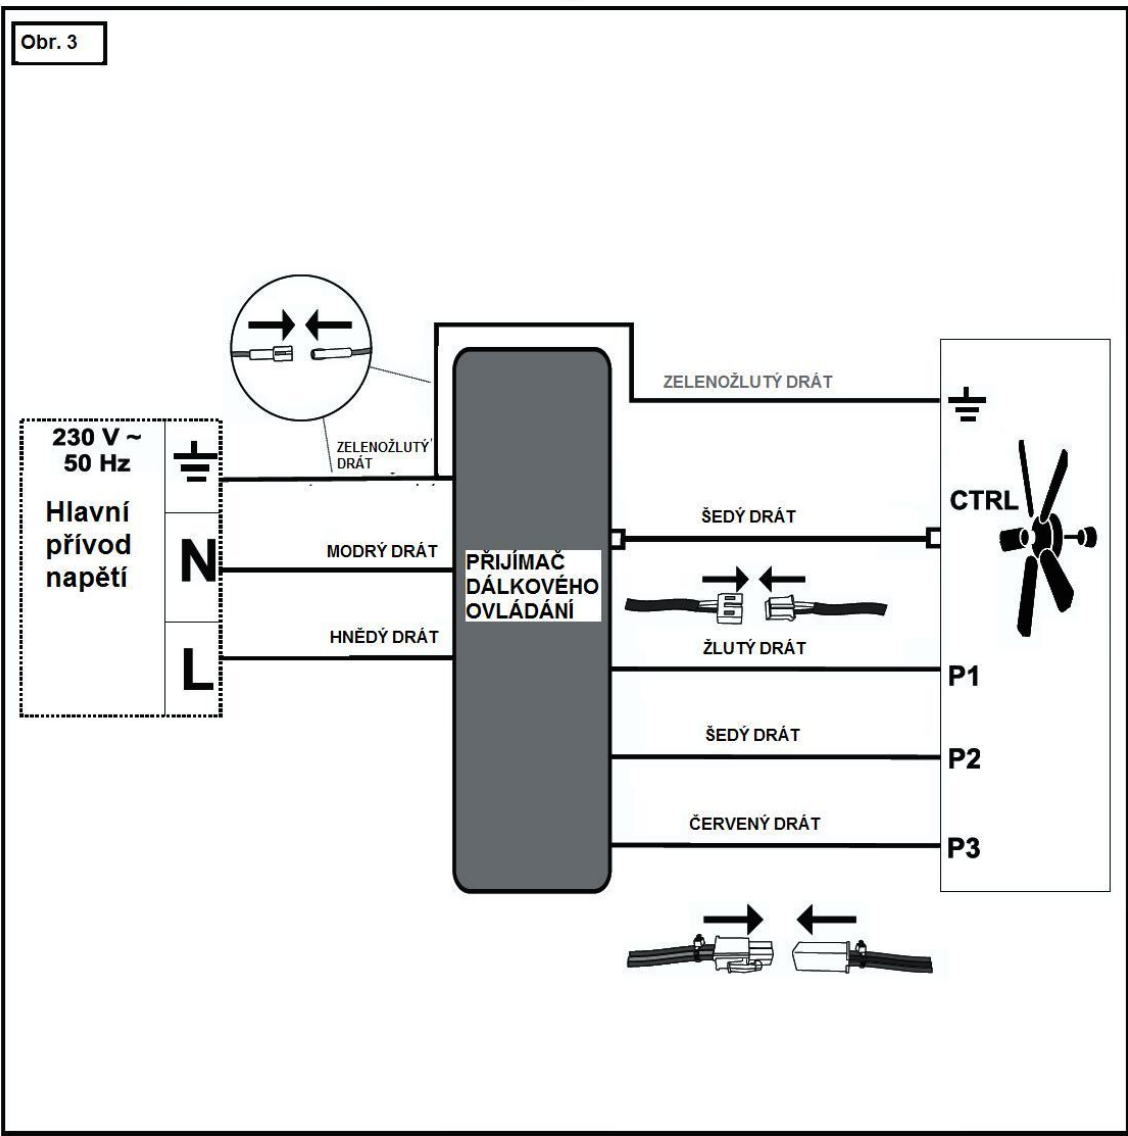 Obr. 3
ZELENOŽLUTÝ DRÁT
230 V ~
50 Hz
ZELENOŽLUTÝ
DRÁT
Hlavní
přívod
napětí
CTRL
ŠEDÝ DRÁT
N
MODRÝ DRÁT
PŘIJÍMAČ
DÁLKOVÉHO
OVLÁDÁNÍ
HNĚDÝ DRÁT
L
ŽLUTÝ DRÁT
P1
ŠEDÝ DRÁT
P2
ČERVENÝ DRÁT
P3